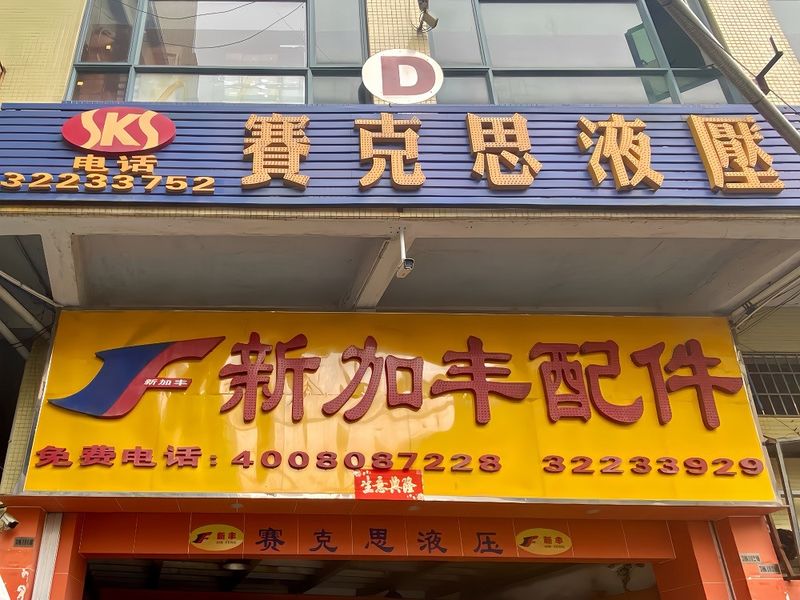 D
SKS
电话
32233752
賽克思液壓
新加丰
新加丰配件
免费电话：4008087228 32233929
生意興隆
新丰
赛克思液压
新丰